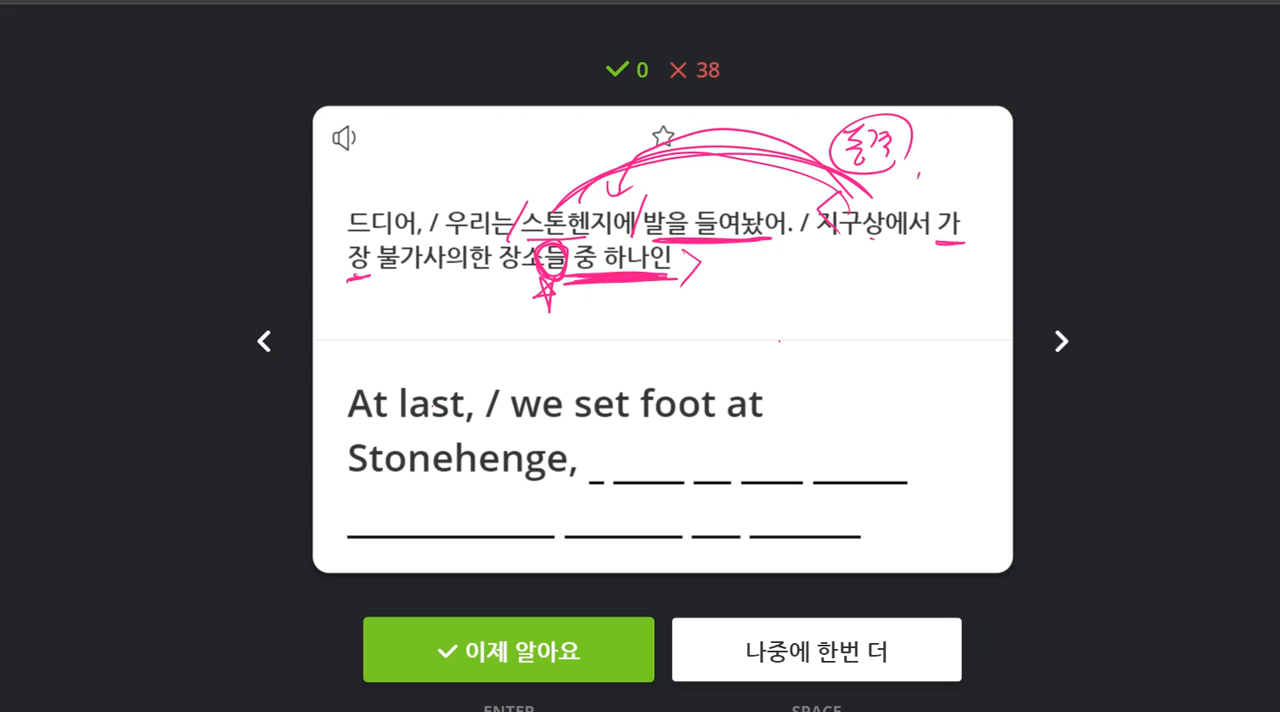 0 38
동격
드디어, / 우리는 스톤헨지에 발을 들여놨어. / 지구상에서 가
장 불가사의한 장소들 중 하나인
At last, / we set foot at
Stonehenge,
이제 알아요 나중에 한번 더
ENTER SPACE